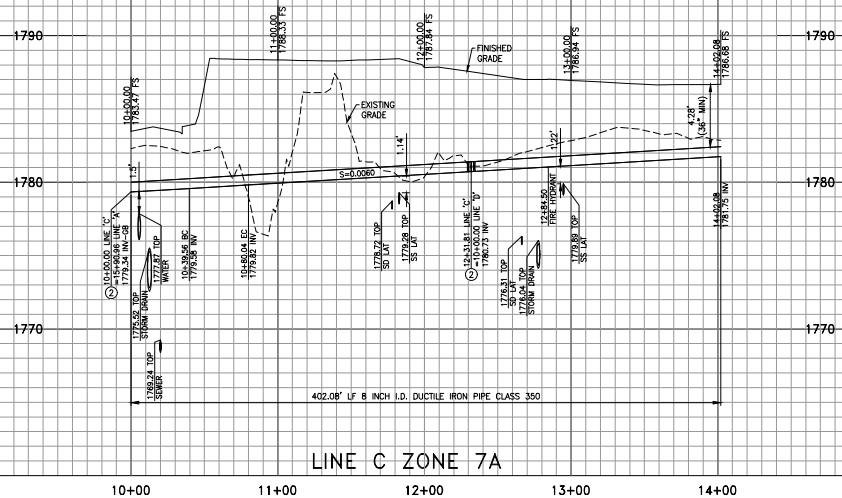 1790
1790
10+00.00
1783.47 FS
11+00.00
1788.33 FS
12+00.00
1787.84 FS
FINISHED
GRADE
13+00.00
1786.94 FS
14+02.08
1786.68 FS
EXISTING
GRADE
4.28'
(36" MIN)
1.5'
1.14'
1.22'
S=0.0060
1780
1780
10+00.00 LINE "C"
=15+90.96 LINE "A"
1779.34 INV-DB
2
1777.87 TOP
WATER
10+39.56 BC
1779.58 INV
10+80.04 EC
1779.82 INV
1775.52 TOP
STORM DRAIN
1769.24 TOP
SEWER
1778.72 TOP
SD LAT
1779.28 TOP
SS LAT
12+31.81 LINE "C"
=10+00.00 LINE "D"
1780.73 INV
2
1776.31 TOP
SD LAT
1776.04 TOP
STORM DRAIN
12+84.50
FIRE HYDRANT
1779.89 TOP
SS LAT
14+02.08
1781.75 INV
1770
1770
402.08' LF 8 INCH I.D. DUCTILE IRON PIPE CLASS 350
LINE C ZONE 7A
10+00
11+00
12+00
13+00
14+00